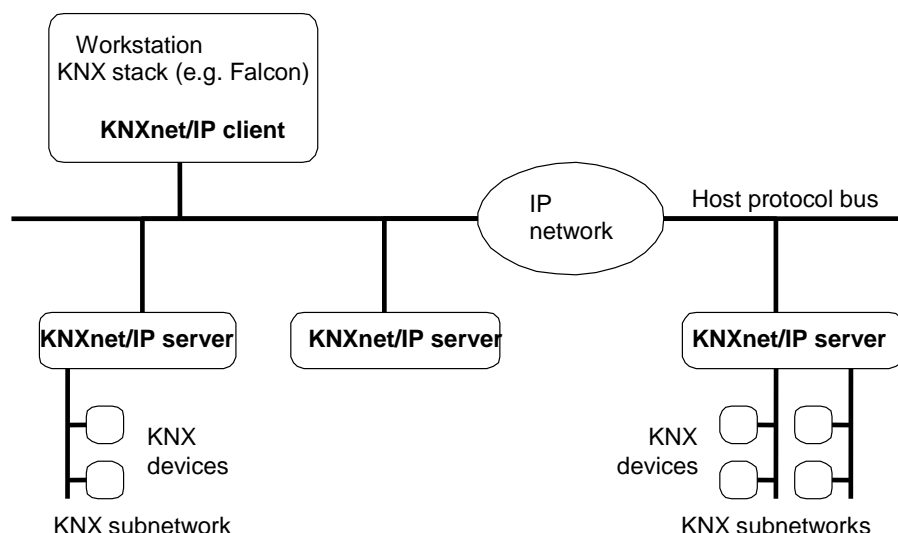 Workstation
KNX stack (e.g. Falcon)
KNXnet/IP client
IP
network
Host protocol bus
KNXnet/IP server
KNXnet/IP server
KNXnet/IP server
KNX
devices
KNX
devices
KNX subnetwork
KNX subnetworks